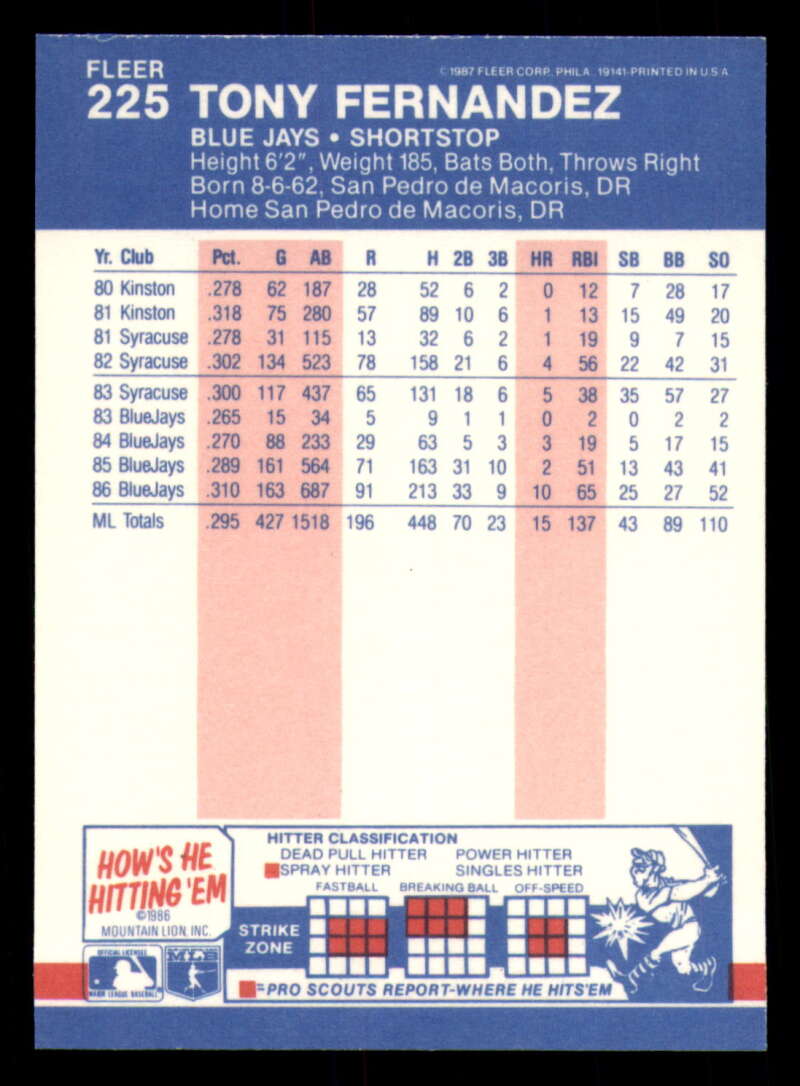 FLEER
©1987 FLEER CORP. PHILA. 19141-PRINTED IN U.S.A
225 TONY FERNANDEZ
BLUE JAYS • SHORTSTOP
Height 6'2", Weight 185, Bats Both, Throws Right
Born 8-6-62, San Pedro de Macoris, DR
Home San Pedro de Macoris, DR
Yr. Club Pct. G AB R H 2B 3B HR RBI SB BB SO
80 Kinston .278 62 187 28 52 6 2 0 12 7 28 17
81 Kinston .318 75 280 57 89 10 6 1 13 15 49 20
81 Syracuse .278 31 115 13 32 6 2 1 19 9 7 15
82 Syracuse .302 134 523 78 158 21 6 4 56 22 42 31
83 Syracuse .300 117 437 65 131 18 6 5 38 35 57 27
83 BlueJays .265 15 34 5 9 1 1 0 2 0 2 2
84 BlueJays .270 88 233 29 63 5 3 3 19 5 17 15
85 BlueJays .289 161 564 71 163 31 10 2 51 13 43 41
86 BlueJays .310 163 687 91 213 33 9 10 65 25 27 52
ML Totals .295 427 1518 196 448 70 23 15 137 43 89 110
HOW'S HE
HITTING 'EM
©1986
MOUNTAIN LION, INC.
HITTER CLASSIFICATION
DEAD PULL HITTER POWER HITTER
SPRAY HITTER SINGLES HITTER
FASTBALL BREAKING BALL OFF-SPEED
STRIKE
ZONE
=PRO SCOUTS REPORT-WHERE HE HITS'EM
OFFICIAL LICENSEE
MAJOR LEAGUE BASEBALL
MLB